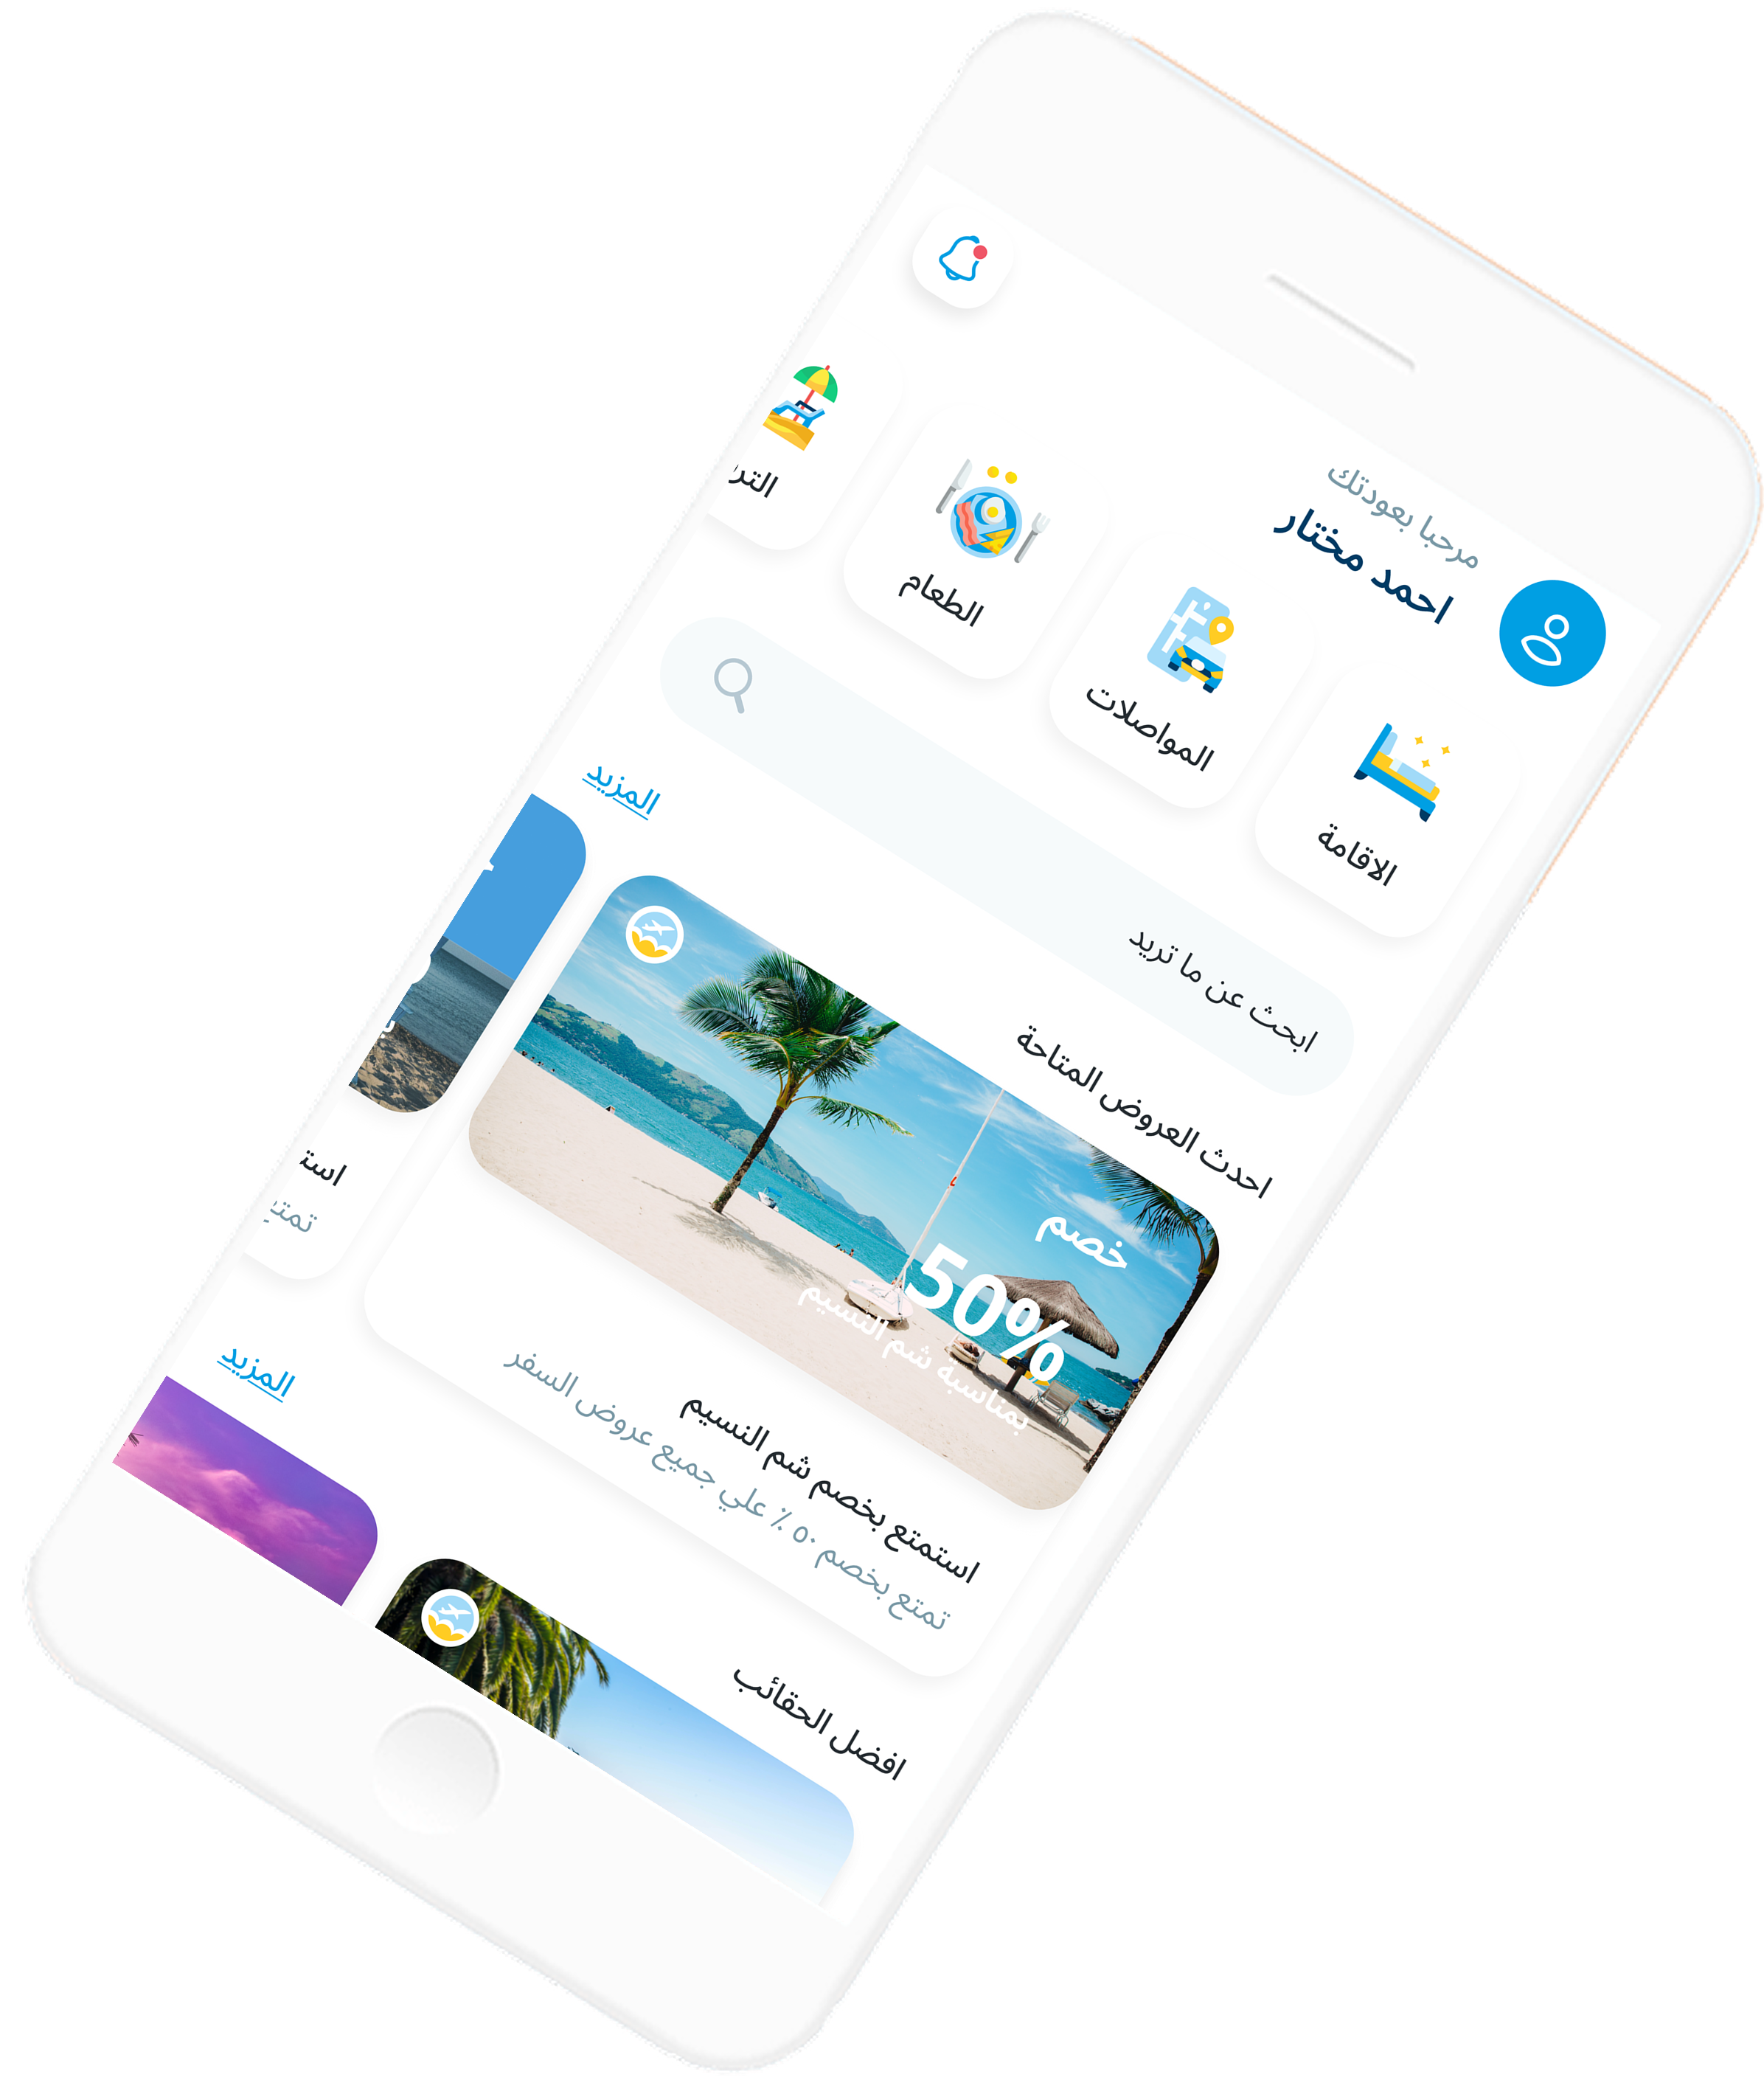 مرحبا بعودتك
احمد مختار
الاقامة
المواصلات
الطعام
التر
ابحث عن ما تريد
احدث العروض المتاحة
المزيد
خصم
50%
بمناسبة شم النسيم
استمتع بخصم شم النسيم
تمتع بخصم ٥٠ ٪ علي جميع عروض السفر
است
تمتع
افضل الحقائب
المزيد